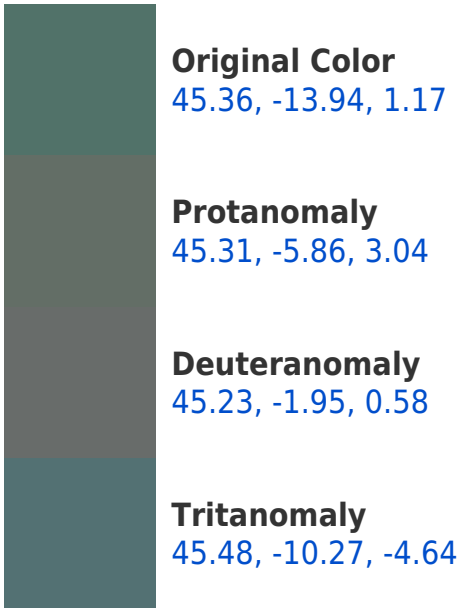 Original Color
45.36, -13.94, 1.17
Protanomaly
45.31, -5.86, 3.04
Deuteranomaly
45.23, -1.95, 0.58
Tritanomaly
45.48, -10.27, -4.64